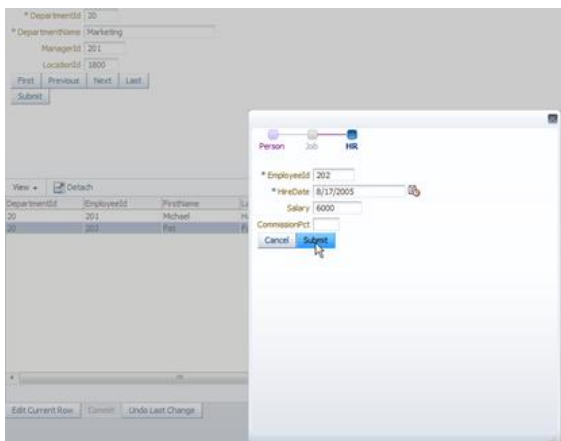 * DepartmentId 20
* DepartmentName Marketing
ManagerId 201
LocationId 1800
First Previous Next Last
Submit
Person Job HR
* EmployeeId 202
* HireDate 8/17/2005
Salary 6000
CommissionPct
Cancel Submit
View Detach
DepartmentId EmployeeId FirstName
20 201 Michael
20 202 Pat
Edit Current Row Commit Undo Last Change